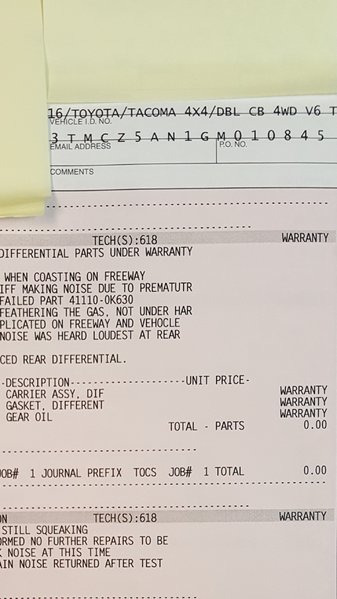 16/TOYOTA/TACOMA 4X4/DBL CB 4WD V6 T
VEHICLE I.D. NO.
3TMCZ5AN1GM010845
EMAIL ADDRESS P.O. NO.
COMMENTS
TECH(S):618 WARRANTY
DIFFERENTIAL PARTS UNDER WARRANTY
WHEN COASTING ON FREEWAY
IFF MAKING NOISE DUE TO PREMATUTR
FAILED PART 41110-0K630
FEATHERING THE GAS, NOT UNDER HAR
PLICATED ON FREEWAY AND VEHOCLE
NOISE WAS HEARD LOUDEST AT REAR
CED REAR DIFFERENTIAL.
-DESCRIPTION--------------------UNIT PRICE-
CARRIER ASSY, DIF WARRANTY
GASKET, DIFFERENT WARRANTY
GEAR OIL WARRANTY
TOTAL - PARTS 0.00
JOB# 1 JOURNAL PREFIX TOCS JOB# 1 TOTAL 0.00
ON TECH(S):618 WARRANTY
STILL SQUEAKING
ORMED NO FURTHER REPAIRS TO BE
K NOISE AT THIS TIME
AIN NOISE RETURNED AFTER TEST